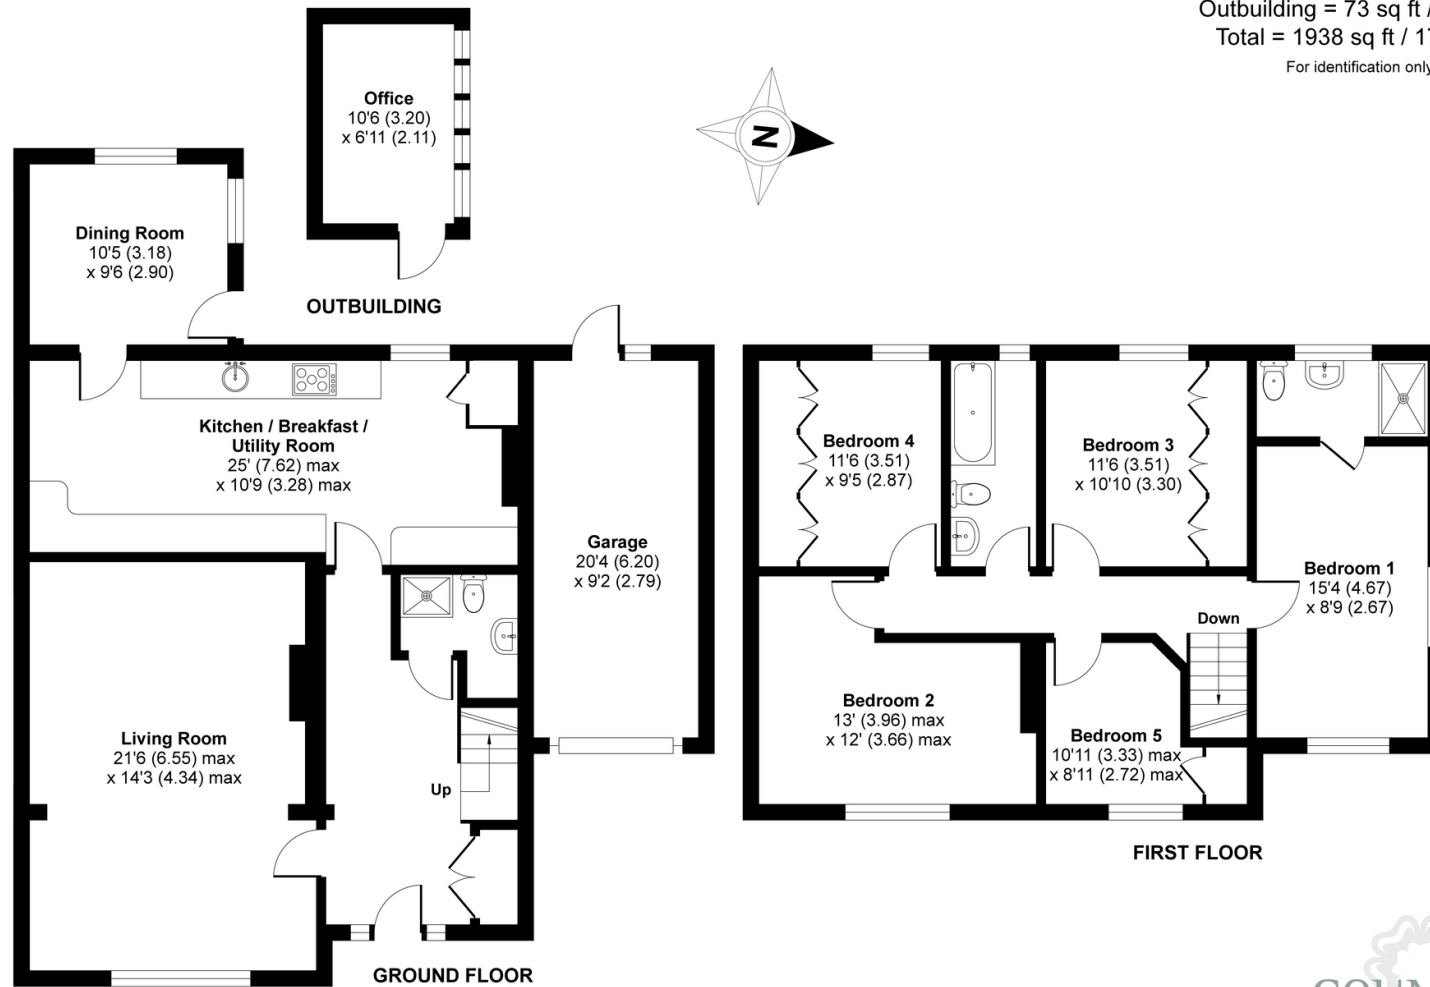 Outbuilding = 73 sq ft /
Total = 1938 sq ft /
For identification only
Office
10'6 (3.20)
x 6'11 (2.11)
N
Dining Room
10'5 (3.18)
x 9'6 (2.90)
OUTBUILDING
Kitchen / Breakfast /
Utility Room
25' (7.62) max
x 10'9 (3.28) max
Garage
20'4 (6.20)
x 9'2 (2.79)
Living Room
21'6 (6.55) max
x 14'3 (4.34) max
Up
GROUND FLOOR
Bedroom 4
11'6 (3.51)
x 9'5 (2.87)
Bedroom 3
11'6 (3.51)
x 10'10 (3.30)
Bedroom 1
15'4 (4.67)
x 8'9 (2.67)
Down
Bedroom 2
13' (3.96) max
x 12' (3.66) max
Bedroom 5
10'11 (3.33) max
x 8'11 (2.72) max
FIRST FLOOR